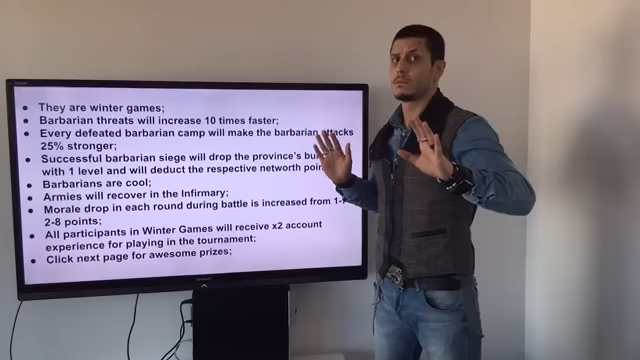 • They are winter games;
• Barbarian threats will increase 10 times faster;
• Every defeated barbarian camp will make the barbarian attacks
25% stronger;
• Successful barbarian siege will drop the province's
with 1 level and will deduct the respective networth
• Barbarians are cool;
• Armies will recover in the Infirmary;
• Morale drop in each round during battle is increased from
2-8 points;
• All participants in Winter Games will receive x2 account
experience for playing in the tournament;
• Click next page for awesome prizes;